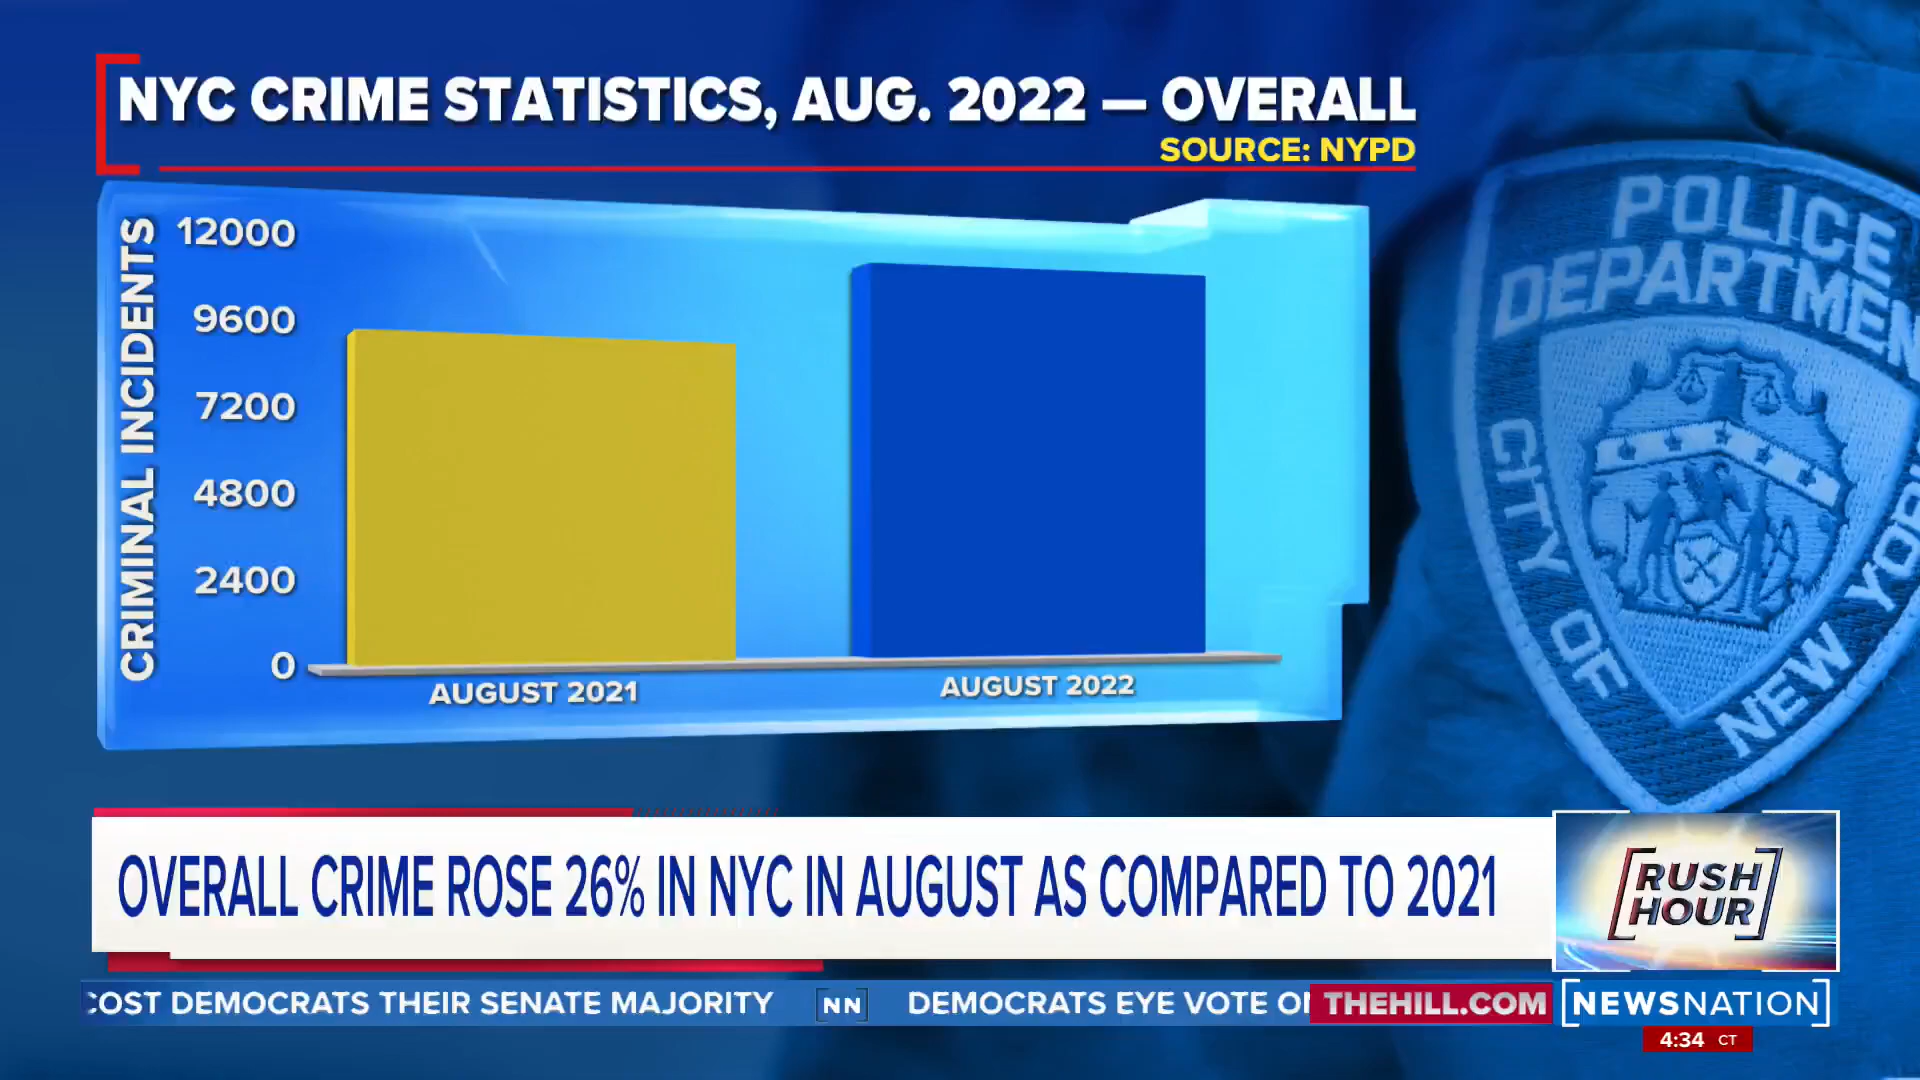 NYC CRIME STATISTICS, AUG. 2022 — OVERALL
SOURCE: NYPD
CRIMINAL INCIDENTS
12000
9600
7200
4800
2400
0
AUGUST 2021
AUGUST 2022
POLICE
DEPARTMEN
CITY OF
NEW YOR
OVERALL CRIME ROSE 26% IN NYC IN AUGUST AS COMPARED TO 2021
RUSH
HOUR
COST DEMOCRATS THEIR SENATE MAJORITY NN DEMOCRATS EYE VOTE ON THEHILL.COM NEWSNATION
4:34 CT